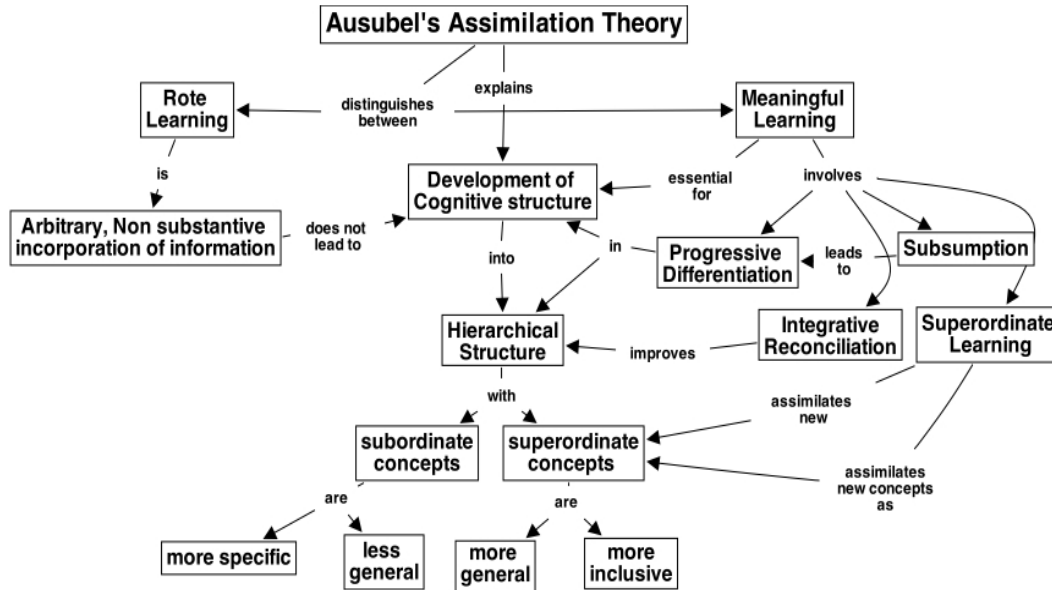 Ausubel's Assimilation Theory
explains
Rote
Learning
distinguishes
between
Meaningful
Learning
is
essential
for
involves
Development of
Cognitive structure
Arbitrary, Non substantive
incorporation of information
does not
lead to
into
in
Progressive
Differentiation
leads
to
Subsumption
Hierarchical
Structure
improves
Integrative
Reconciliation
Superordinate
Learning
with
assimilates
new
subordinate
concepts
superordinate
concepts
assimilates
new concepts
as
are
are
more specific
less
general
more
general
more
inclusive